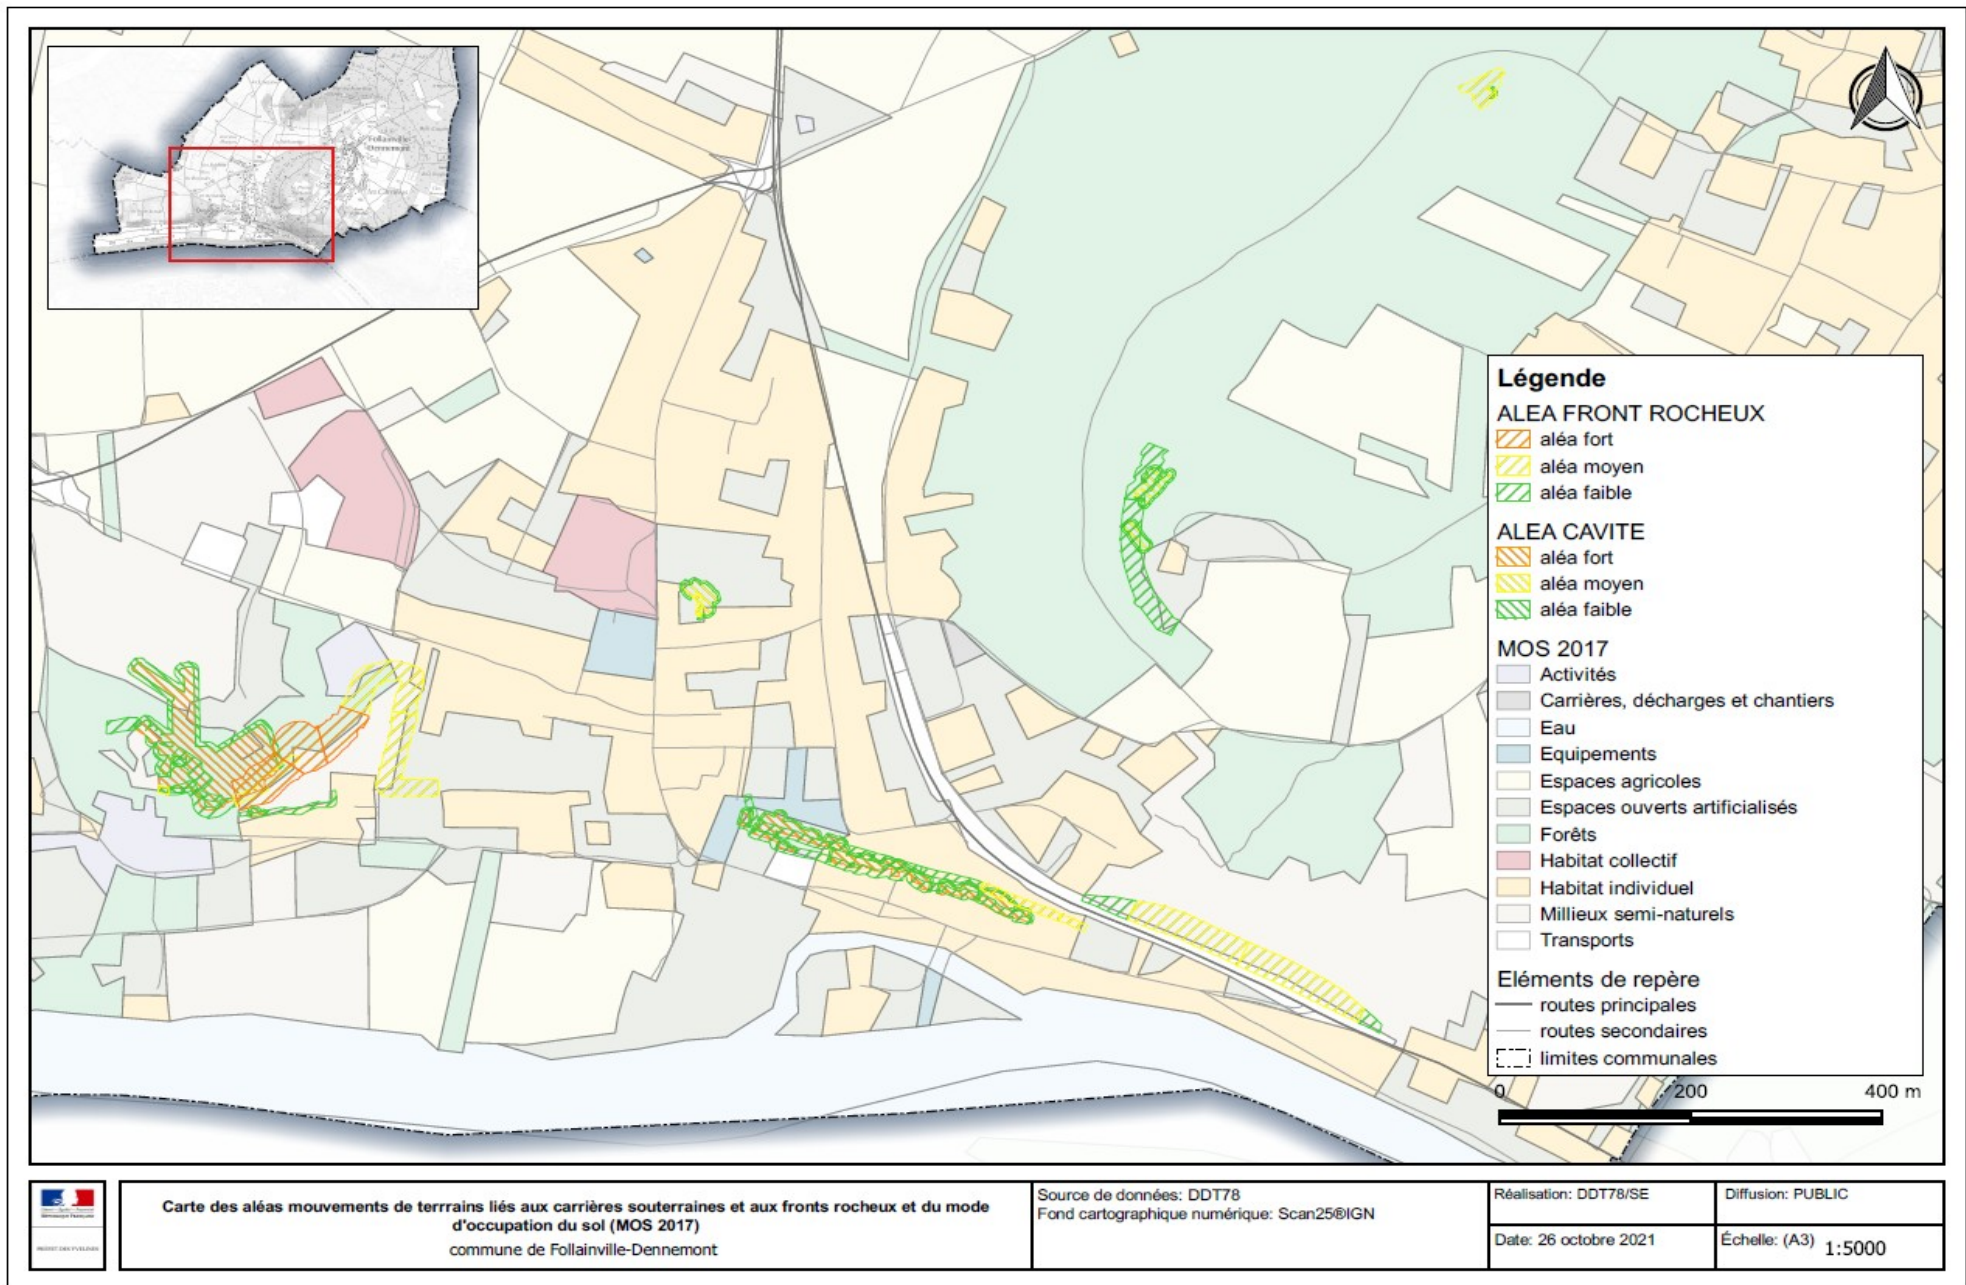 Follainville-
Dennemont
Légende
ALEA FRONT ROCHEUX
aléa fort
aléa moyen
aléa faible
ALEA CAVITE
aléa fort
aléa moyen
aléa faible
MOS 2017
Activités
Carrières, décharges et chantiers
Eau
Equipements
Espaces agricoles
Espaces ouverts artificialisés
Forêts
Habitat collectif
Habitat individuel
Millieux semi-naturels
Transports
Eléments de repère
routes principales
routes secondaires
limites communales
0 200 400 m
PREFET DES YVELINES
Carte des aléas mouvements de terrrains liés aux carrières souterraines et aux fronts rocheux et du mode
d'occupation du sol (MOS 2017)
commune de Follainville-Dennemont
Source de données: DDT78
Fond cartographique numérique: Scan25®IGN
Réalisation: DDT78/SE
Diffusion: PUBLIC
Date: 26 octobre 2021
Échelle: (A3) 1:5000